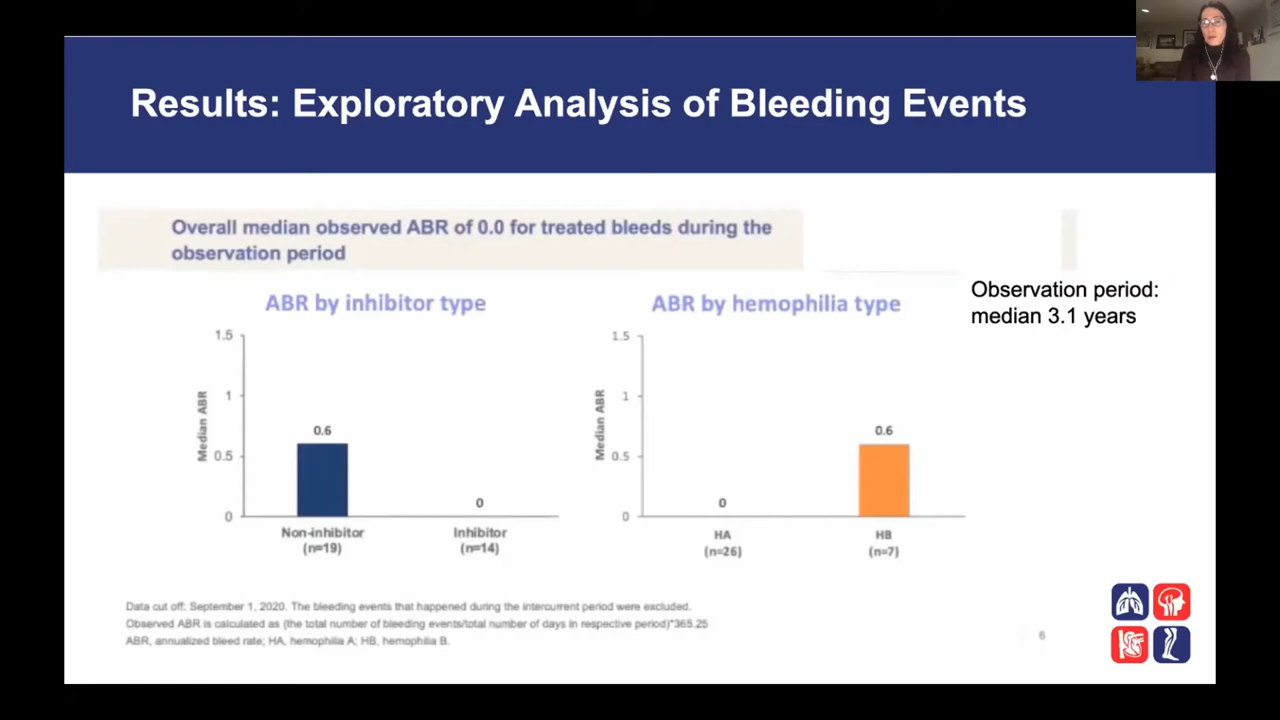 Results: Exploratory Analysis of Bleeding Events
Overall median observed ABR of 0.0 for treated bleeds during the
observation period
Observation period:
median 3.1 years
ABR by inhibitor type
1.5
1
0.5
0
Median ABR
0.6
0
Non-inhibitor
(n=19)
Inhibitor
(n=14)
ABR by hemophilia type
1.5
1
0.5
0
Median ABR
0
0.6
HA
(n=26)
HB
(n=7)
Data cut off: September 1, 2020. The bleeding events that happened during the intercurrent period were excluded.
Observed ABR is calculated as (the total number of bleeding events/total number of days in respective period)*365.25
ABR, annualized bleed rate; HA, hemophilia A; HB, hemophilia B.
6